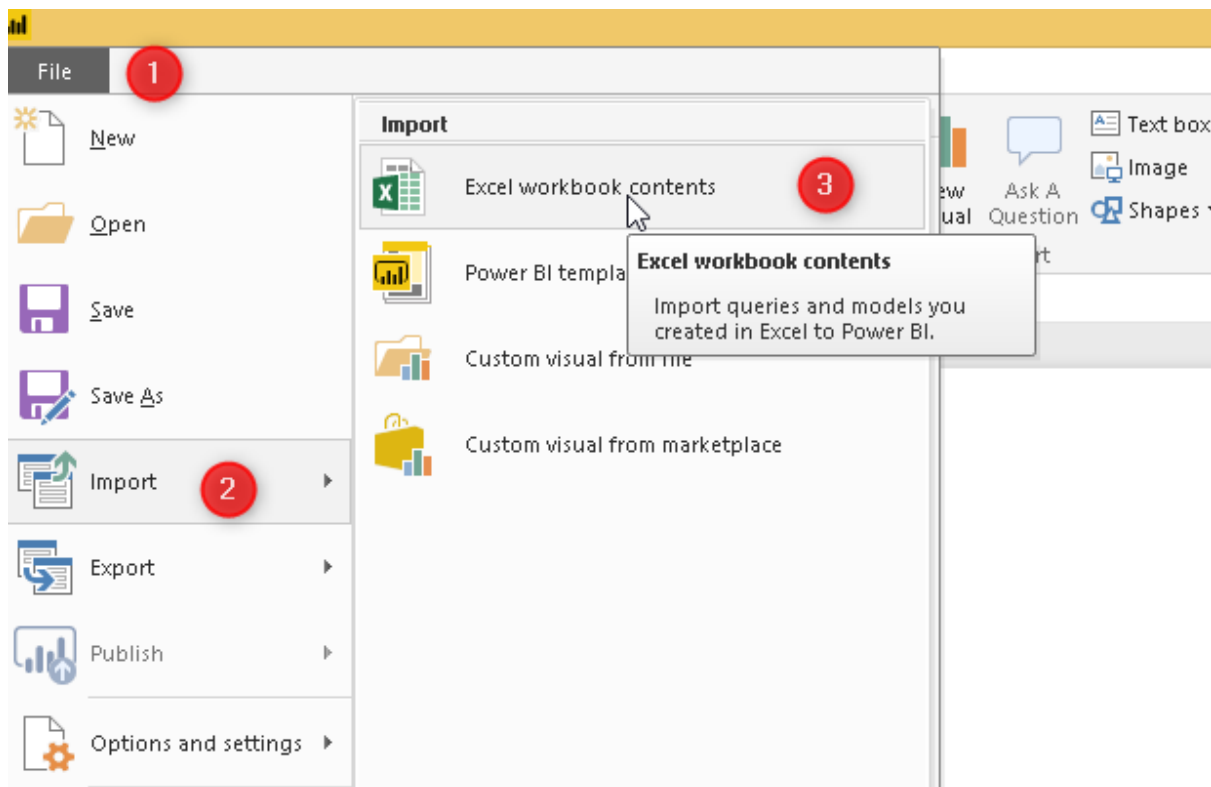 File
1
New
Open
Save
Save As
Import
2
Export
Publish
Options and settings
Import
Excel workbook contents
3
Power BI templa
Custom visual from file
Custom visual from marketplace
Excel workbook contents
Import queries and models you
created in Excel to Power BI.
Ask A
Question
Text box
Image
Shapes